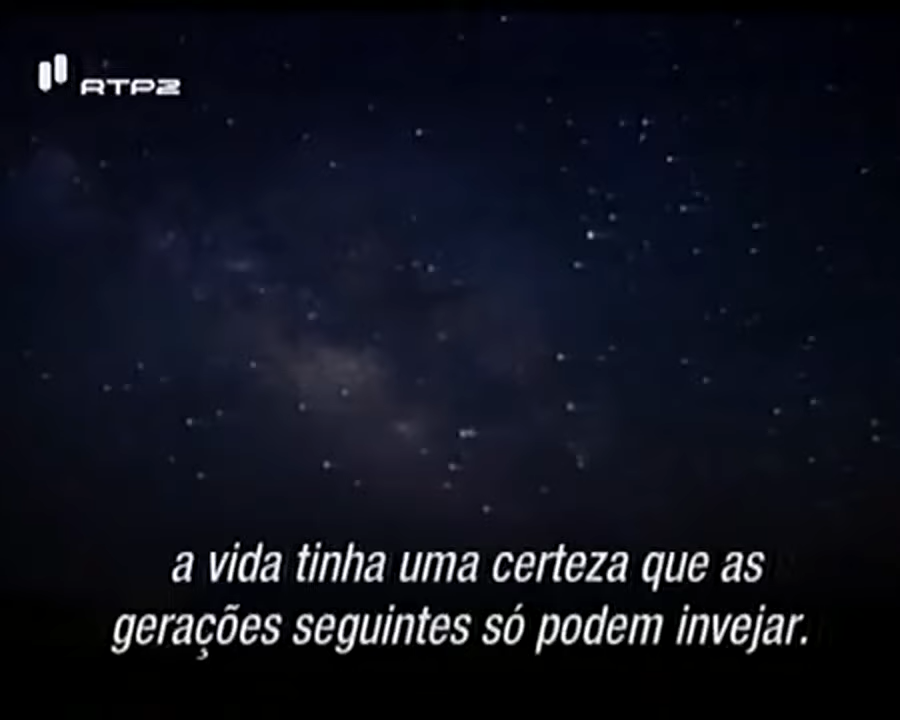 RTP2
a vida tinha uma certeza que as
gerações seguintes só podem invejar.